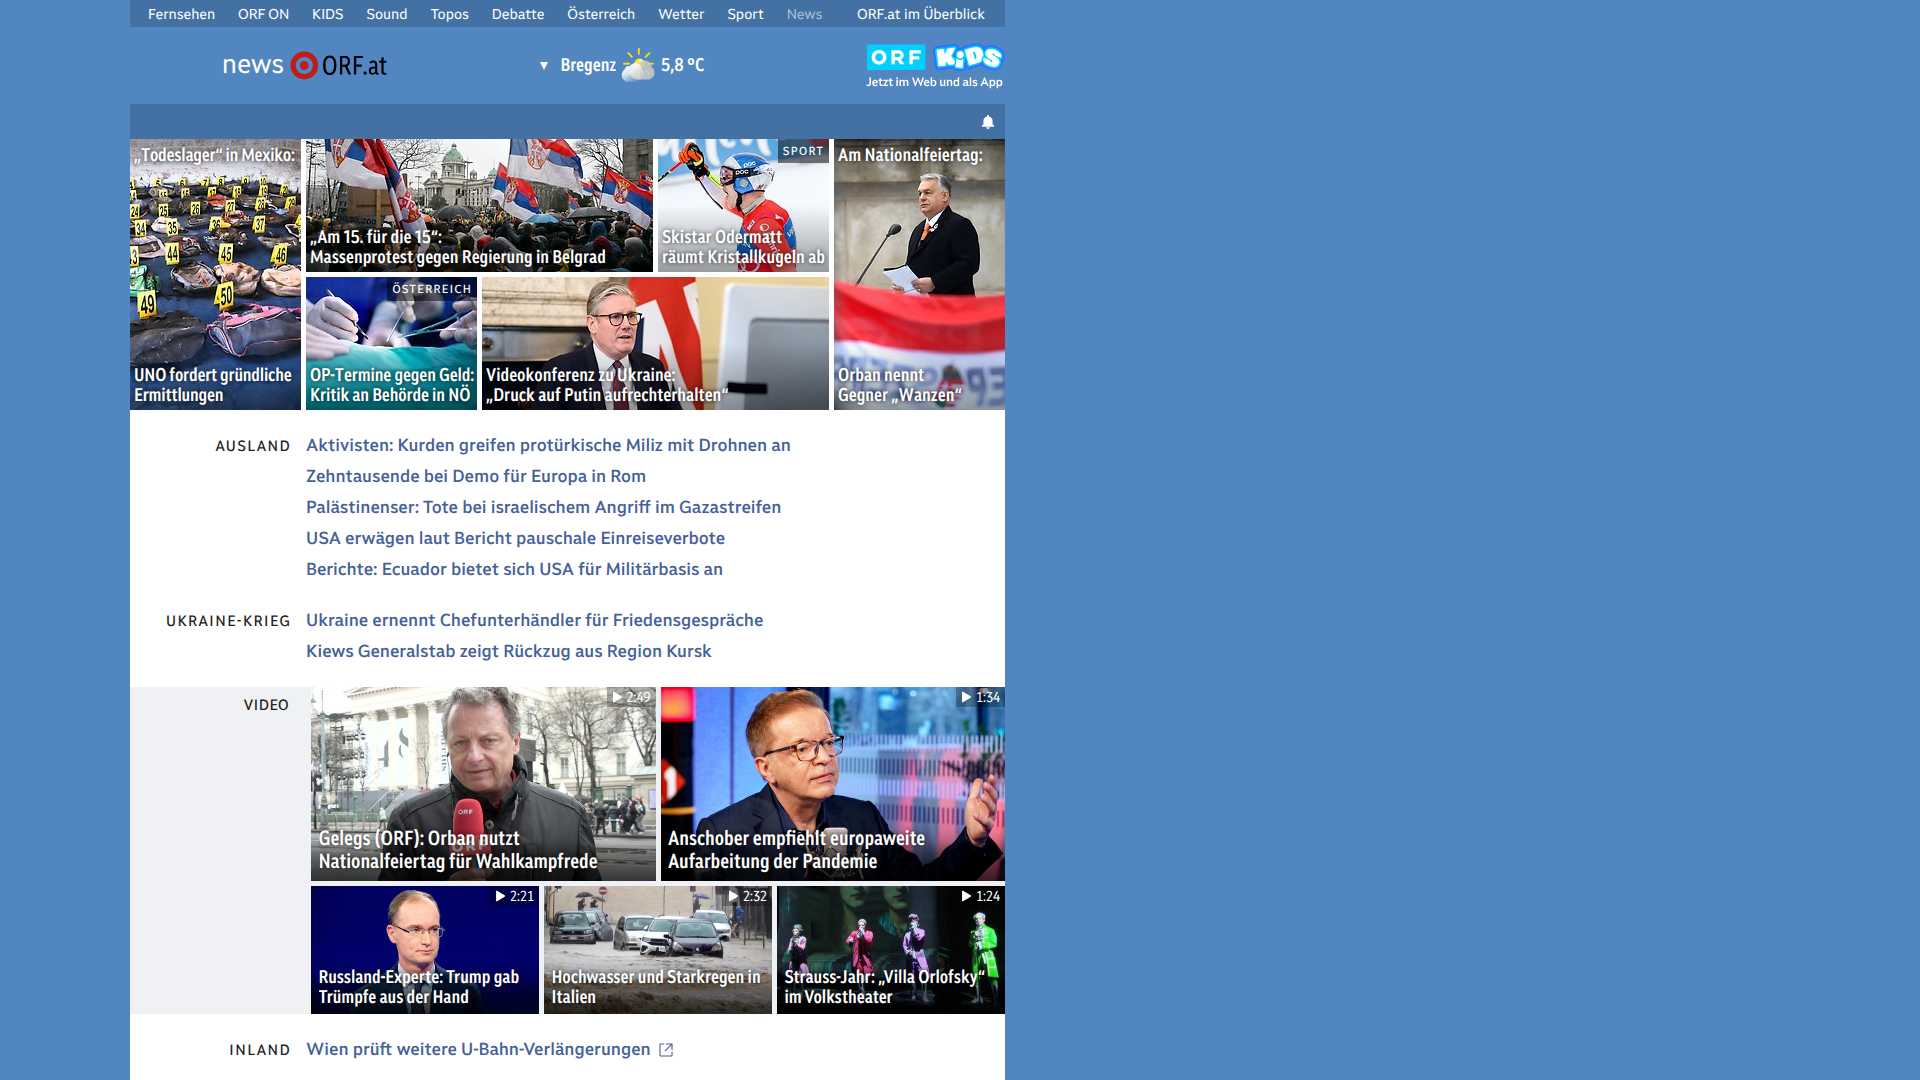 Fernsehen ORF ON KIDS Sound Topos Debatte Österreich Wetter Sport News ORF.at im Überblick
news ORF.at
Bregenz 5,8 °C
ORF KiDS
Jetzt im Web und als App
„Todeslager“ in Mexiko:
UNO fordert gründliche
Ermittlungen
„Am 15. für die 15“:
Massenprotest gegen Regierung in Belgrad
SPORT
Skistar Odermatt
räumt Kristallkugeln ab
Am Nationalfeiertag:
Orban nennt
Gegner „Wanzen“
ÖSTERREICH
OP-Termine gegen Geld:
Kritik an Behörde in NÖ
Videokonferenz zu Ukraine:
„Druck auf Putin aufrechterhalten“
AUSLAND
Aktivisten: Kurden greifen protürkische Miliz mit Drohnen an
Zehntausende bei Demo für Europa in Rom
Palästinenser: Tote bei israelischem Angriff im Gazastreifen
USA erwägen laut Bericht pauschale Einreiseverbote
Berichte: Ecuador bietet sich USA für Militärbasis an
UKRAINE-KRIEG
Ukraine ernennt Chefunterhändler für Friedensgespräche
Kiews Generalstab zeigt Rückzug aus Region Kursk
VIDEO
2:49
Gelegs (ORF): Orban nutzt
Nationalfeiertag für Wahlkampfrede
1:34
Anschober empfiehlt europaweite
Aufarbeitung der Pandemie
2:21
Russland-Experte: Trump gab
Trümpfe aus der Hand
2:32
Hochwasser und Starkregen in
Italien
1:24
Strauss-Jahr: „Villa Orlofsky“
im Volkstheater
INLAND
Wien prüft weitere U-Bahn-Verlängerungen